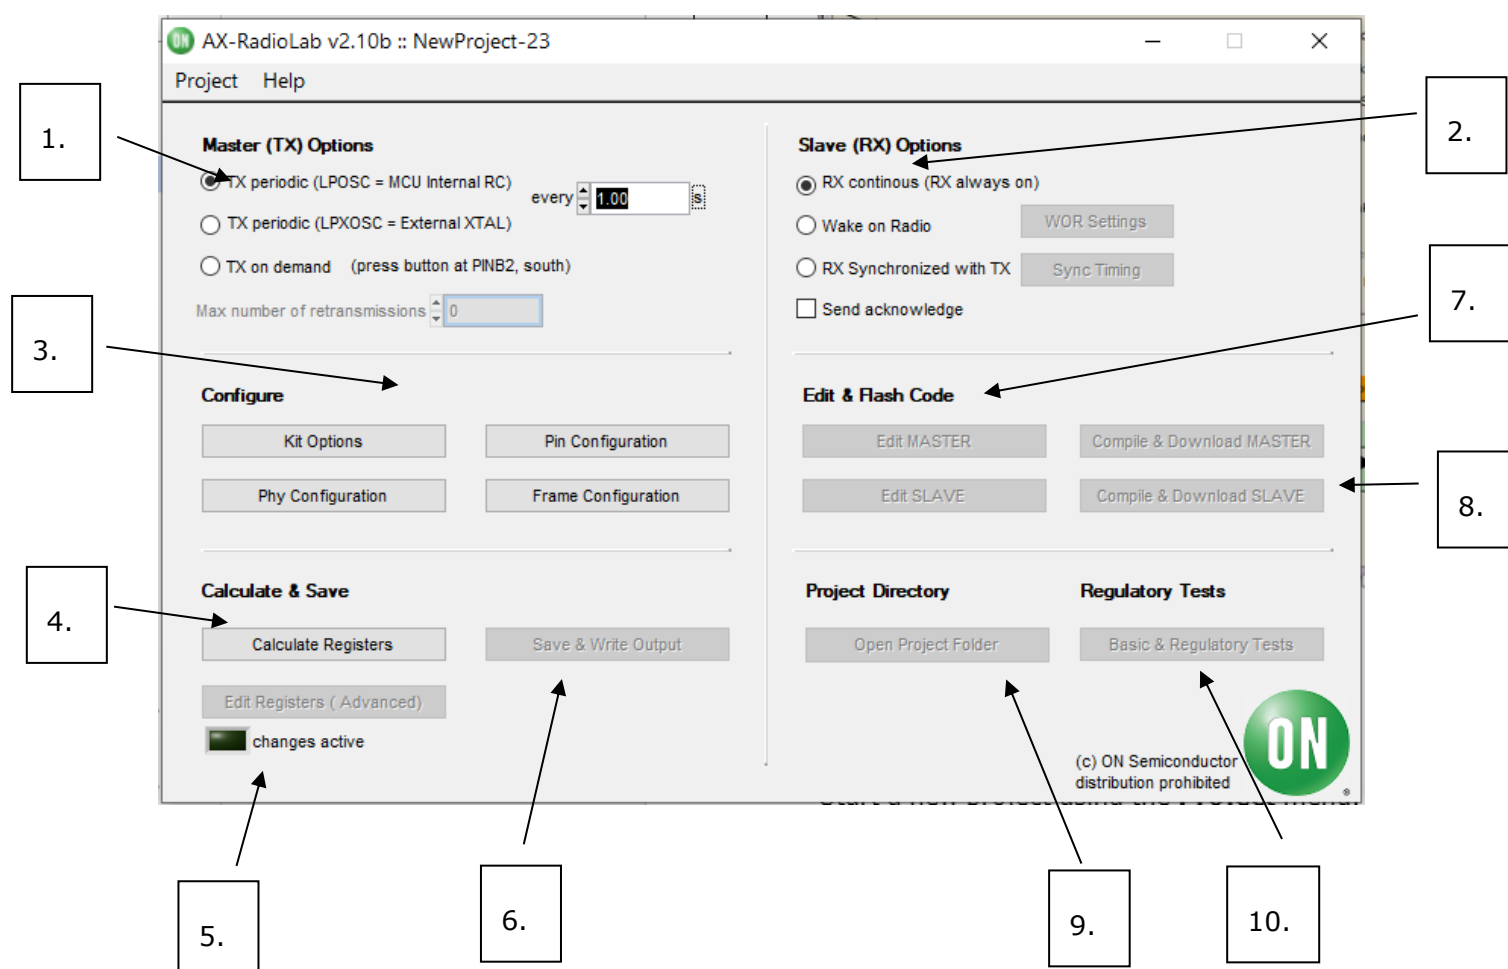 AX-RadioLab v2.10b :: NewProject-23
Project Help
1.
Master (TX) Options
TX periodic (LPOSC = MCU Internal RC)
every 1.00 s
TX periodic (LPXOSC = External XTAL)
TX on demand (press button at PINB2, south)
Max number of retransmissions 0
2.
Slave (RX) Options
RX continous (RX always on)
Wake on Radio WOR Settings
RX Synchronized with TX Sync Timing
Send acknowledge
3.
Configure
Kit Options Pin Configuration
Phy Configuration Frame Configuration
7.
Edit & Flash Code
Edit MASTER Compile & Download MASTER
Edit SLAVE Compile & Download SLAVE
8.
4.
Calculate & Save
Calculate Registers Save & Write Output
Edit Registers ( Advanced)
changes active
Project Directory
Open Project Folder
Regulatory Tests
Basic & Regulatory Tests
ON
(c) ON Semiconductor
distribution prohibited
5.
6.
9.
10.